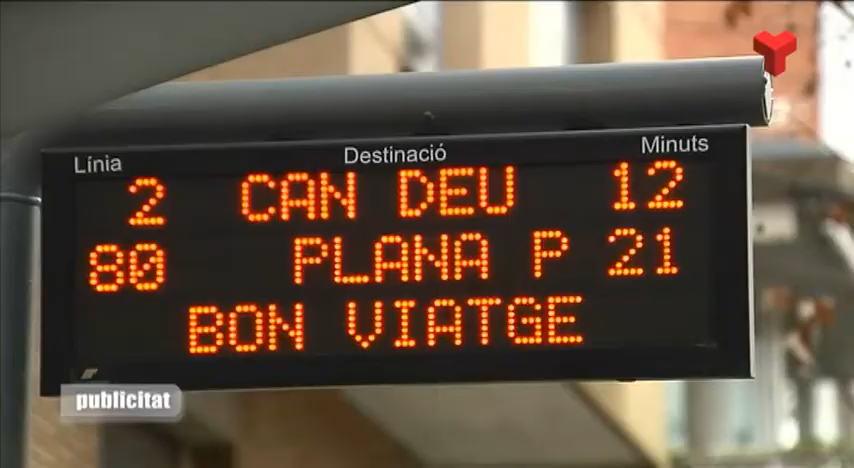 Línia Destinació Minuts
2 CAN DEU 12
80 PLANA P 21
BON VIATGE
publicitat